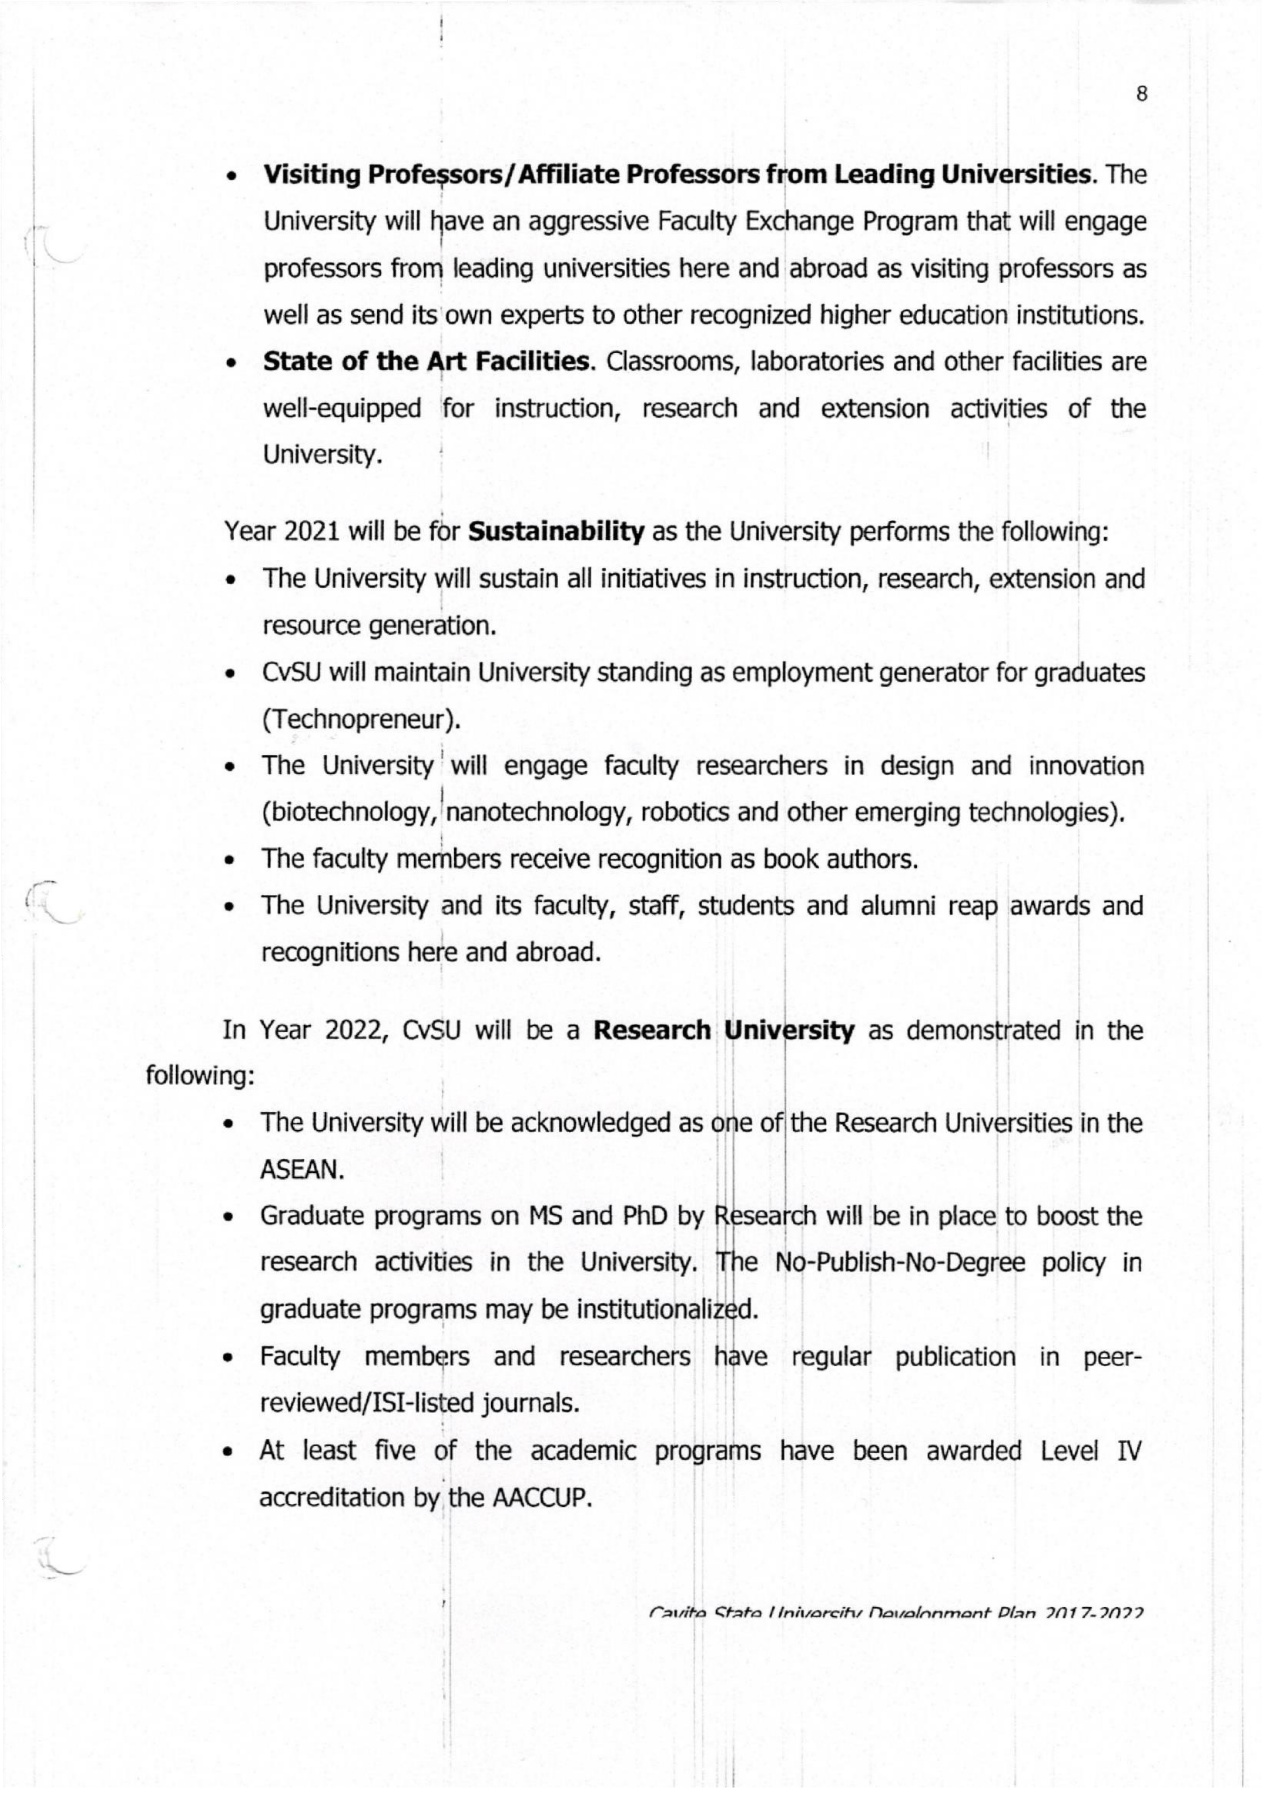 8
• Visiting Professors/Affiliate Professors from Leading Universities. The
University will have an aggressive Faculty Exchange Program that will engage
professors from leading universities here and abroad as visiting professors as
well as send its own experts to other recognized higher education institutions.
• State of the Art Facilities. Classrooms, laboratories and other facilities are
well-equipped for instruction, research and extension activities of the
University.
Year 2021 will be for Sustainability as the University performs the following:
• The University will sustain all initiatives in instruction, research, extension and
resource generation.
• CvSU will maintain University standing as employment generator for graduates
(Technopreneur).
• The University will engage faculty researchers in design and innovation
(biotechnology, nanotechnology, robotics and other emerging technologies).
• The faculty members receive recognition as book authors.
• The University and its faculty, staff, students and alumni reap awards and
recognitions here and abroad.
In Year 2022, CvSU will be a Research University as demonstrated in the
following:
• The University will be acknowledged as one of the Research Universities in the
ASEAN.
• Graduate programs on MS and PhD by Research will be in place to boost the
research activities in the University. The No-Publish-No-Degree policy in
graduate programs may be institutionalized.
• Faculty members and researchers have regular publication in peer-
reviewed/ISI-listed journals.
• At least five of the academic programs have been awarded Level IV
accreditation by the AACCUP.
Cavite State University Development Plan 2017-2022